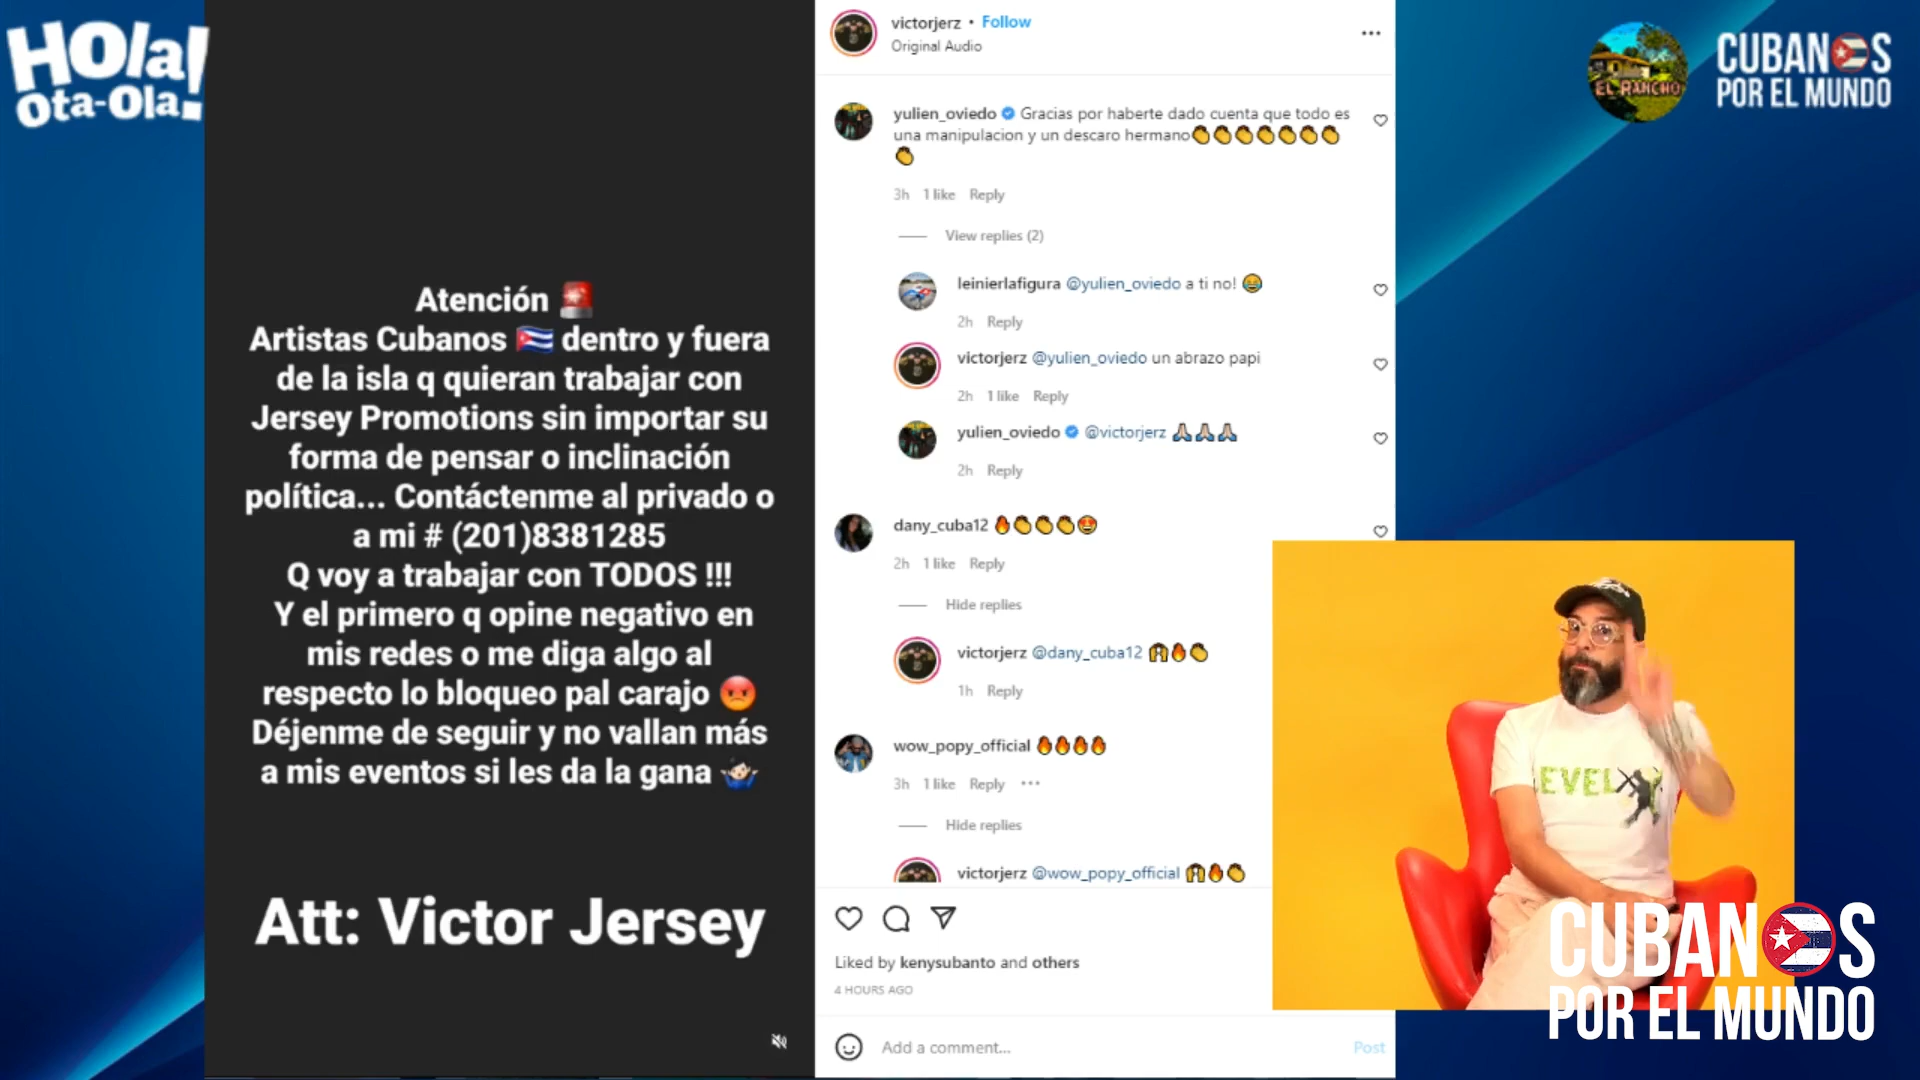 HOla!
Ota-Ola!
Atención 🚨
Artistas Cubanos 🇨🇺 dentro y fuera
de la isla q quieran trabajar con
Jersey Promotions sin importar su
forma de pensar o inclinación
política... Contáctenme al privado o
a mi # (201)8381285
Q voy a trabajar con TODOS !!!
Y el primero q opine negativo en
mis redes o me diga algo al
respecto lo bloqueo pal carajo 😡
Déjenme de seguir y no vallan más
a mis eventos si les da la gana 🤷🏻‍♂️
Att: Victor Jersey
victorjerz • Follow
Original Audio
yulien_oviedo Gracias por haberte dado cuenta que todo es
una manipulacion y un descaro hermano👏👏👏👏👏👏👏
👏
3h 1 like Reply
View replies (2)
leinierlafigura @yulien_oviedo a ti no! 😂
2h Reply
victorjerz @yulien_oviedo un abrazo papi
2h 1 like Reply
yulien_oviedo @victorjerz 🙏🏻🙏🏻🙏🏻
2h Reply
dany_cuba12 🔥👏👏👏🤩
2h 1 like Reply
Hide replies
victorjerz @dany_cuba12 🙌🔥👏
1h Reply
wow_popy_official 🔥🔥🔥🔥
3h 1 like Reply •••
Hide replies
victorjerz @wow_popy_official 🙌🔥👏
Liked by kenysubanto and others
4 HOURS AGO
Add a comment...
Post
EL RANCHO
CUBANOS
POR EL MUNDO
EVEL
CUBANOS
POR EL MUNDO